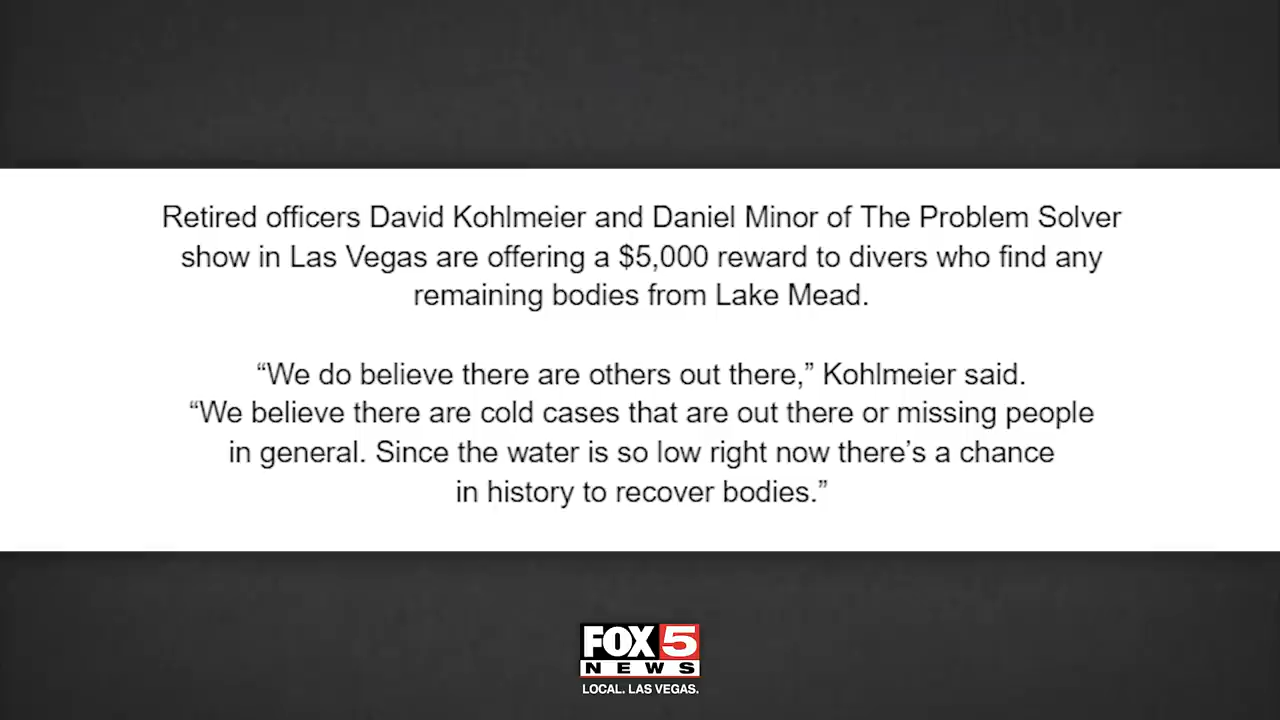 Retired officers David Kohlmeier and Daniel Minor of The Problem Solver
show in Las Vegas are offering a $5,000 reward to divers who find any
remaining bodies from Lake Mead.
“We do believe there are others out there,” Kohlmeier said.
“We believe there are cold cases that are out there or missing people
in general. Since the water is so low right now there’s a chance
in history to recover bodies.”
FOX 5
NEWS
LOCAL. LAS VEGAS.